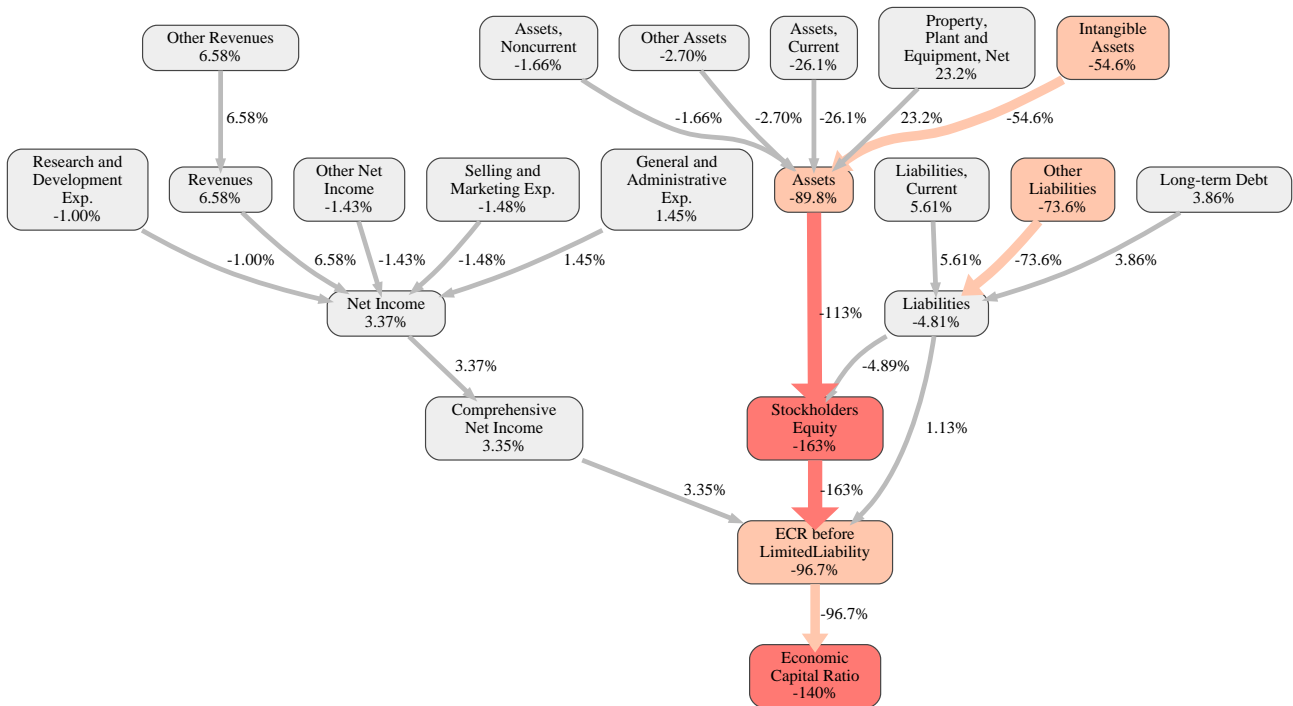 Other Revenues
6.58%
Assets,
Noncurrent
-1.66%
Other Assets
-2.70%
Assets,
Current
-26.1%
Property,
Plant and
Equipment, Net
23.2%
Intangible
Assets
-54.6%
6.58%
-1.66%
-2.70%
-26.1%
23.2%
-54.6%
Research and
Development
Exp.
-1.00%
Revenues
6.58%
Other Net
Income
-1.43%
Selling and
Marketing Exp.
-1.48%
General and
Administrative
Exp.
1.45%
Assets
-89.8%
Liabilities,
Current
5.61%
Other
Liabilities
-73.6%
Long-term Debt
3.86%
-1.00%
6.58%
-1.43%
-1.48%
1.45%
5.61%
-73.6%
3.86%
Net Income
3.37%
-113%
Liabilities
-4.81%
3.37%
-4.89%
Comprehensive
Net Income
3.35%
Stockholders
Equity
-163%
1.13%
3.35%
-163%
ECR before
LimitedLiability
-96.7%
-96.7%
Economic
Capital Ratio
-140%